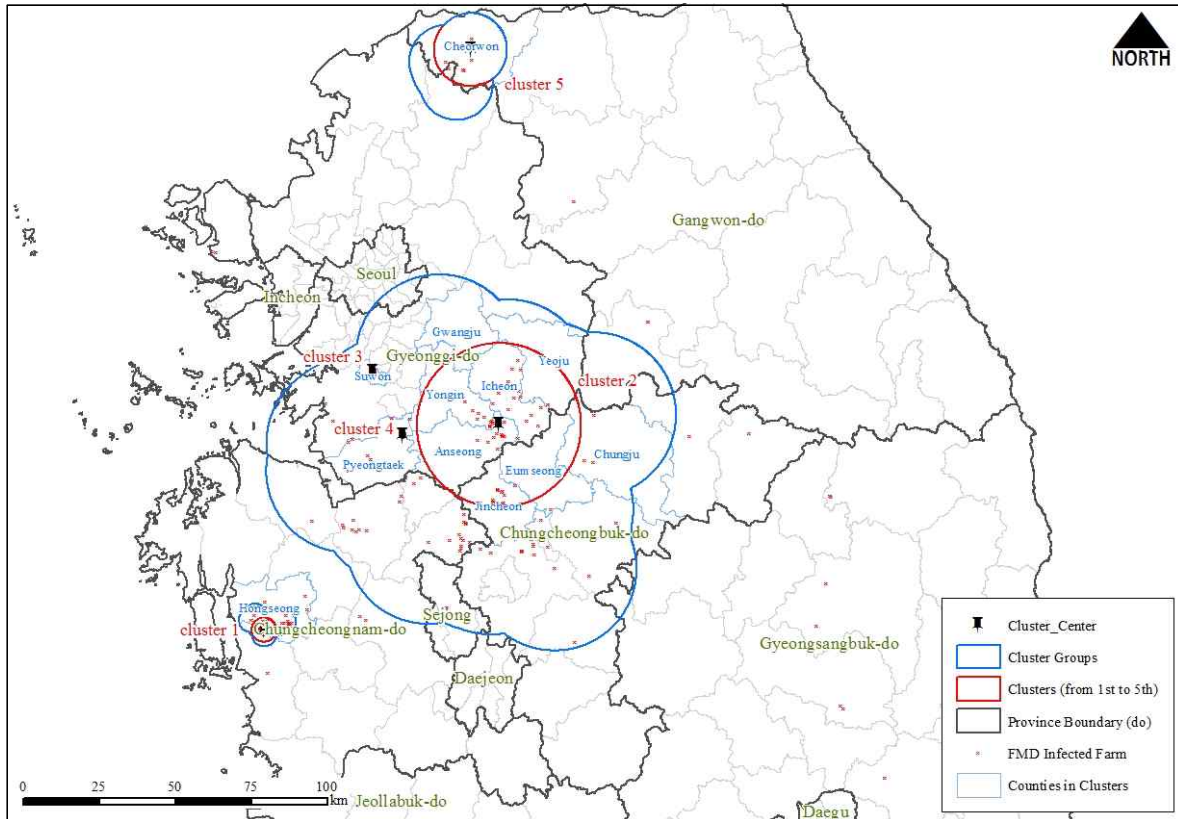 NORTH
Cheorwon
cluster 5
Gangwon-do
Seoul
Incheon
Gwangju
cluster 3
Gyeonggi-do
Yeoju
Suwon
Icheon
cluster 2
Yongin
cluster 4
Anseong
Chungju
Pyeongtaek
Eumseong
Jincheon
Chungcheongbuk-do
Hongseong
Sejong
cluster 1
Chungcheongnam-do
Gyeongsangbuk-do
Daejeon
Cluster_Center
Cluster Groups
Clusters (from 1st to 5th)
Province Boundary (do)
FMD Infected Farm
Counties in Clusters
0 25 50 75 100
km
Jeollabuk-do
Daegu